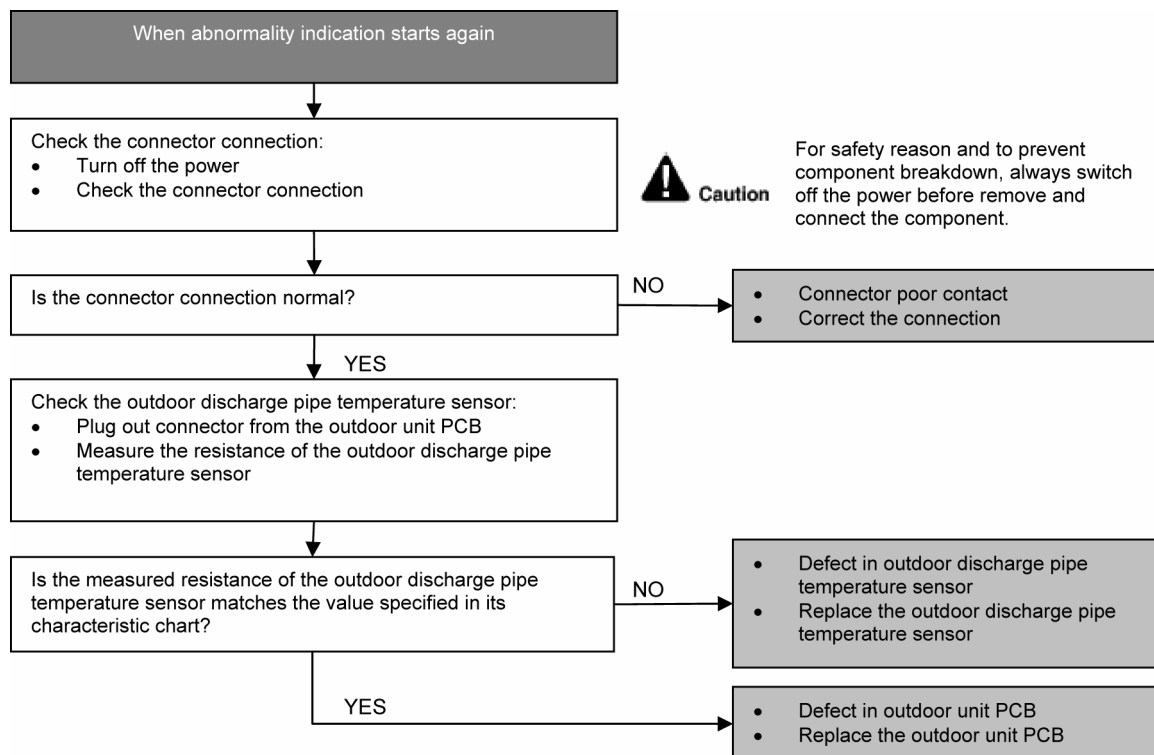 When abnormality indication starts again
Check the connector connection:
• Turn off the power
• Check the connector connection
Caution
For safety reason and to prevent
component breakdown, always switch
off the power before remove and
connect the component.
Is the connector connection normal?
NO
• Connector poor contact
• Correct the connection
YES
Check the outdoor discharge pipe temperature sensor:
• Plug out connector from the outdoor unit PCB
• Measure the resistance of the outdoor discharge pipe
temperature sensor
Is the measured resistance of the outdoor discharge pipe
temperature sensor matches the value specified in its
characteristic chart?
NO
• Defect in outdoor discharge pipe
temperature sensor
• Replace the outdoor discharge pipe
temperature sensor
YES
• Defect in outdoor unit PCB
• Replace the outdoor unit PCB